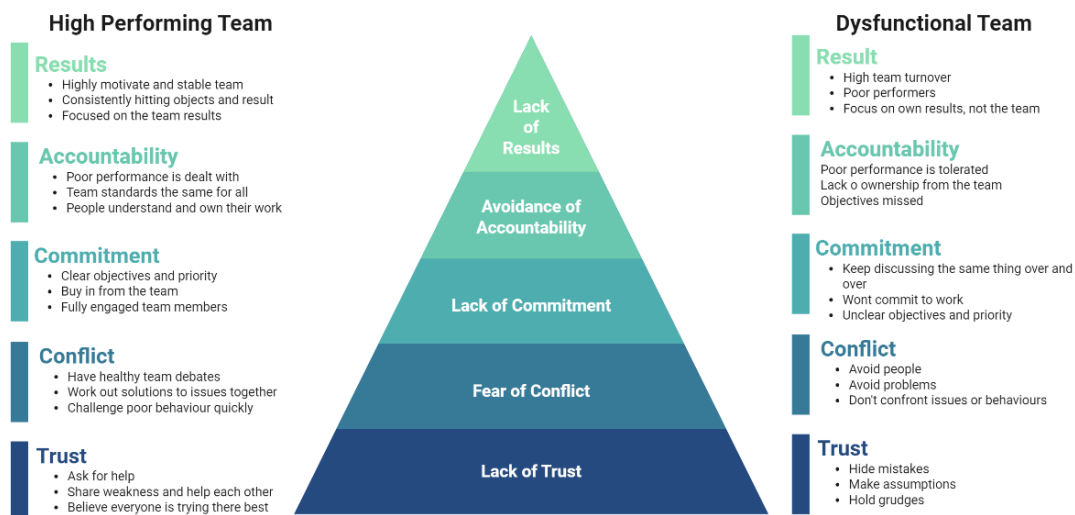 High Performing Team
Results
• Highly motivate and stable team
• Consistently hitting objects and result
• Focused on the team results
Accountability
• Poor performance is dealt with
• Team standards the same for all
• People understand and own their work
Commitment
• Clear objectives and priority
• Buy in from the team
• Fully engaged team members
Conflict
• Have healthy team debates
• Work out solutions to issues together
• Challenge poor behaviour quickly
Trust
• Ask for help
• Share weakness and help each other
• Believe everyone is trying there best
Lack
of
Results
Avoidance of
Accountability
Lack of Commitment
Fear of Conflict
Lack of Trust
Dysfunctional Team
Result
• High team turnover
• Poor performers
• Focus on own results, not the team
Accountability
Poor performance is tolerated
Lack o ownership from the team
Objectives missed
Commitment
• Keep discussing the same thing over and
over
• Wont commit to work
• Unclear objectives and priority
Conflict
• Avoid people
• Avoid problems
• Don't confront issues or behaviours
Trust
• Hide mistakes
• Make assumptions
• Hold grudges